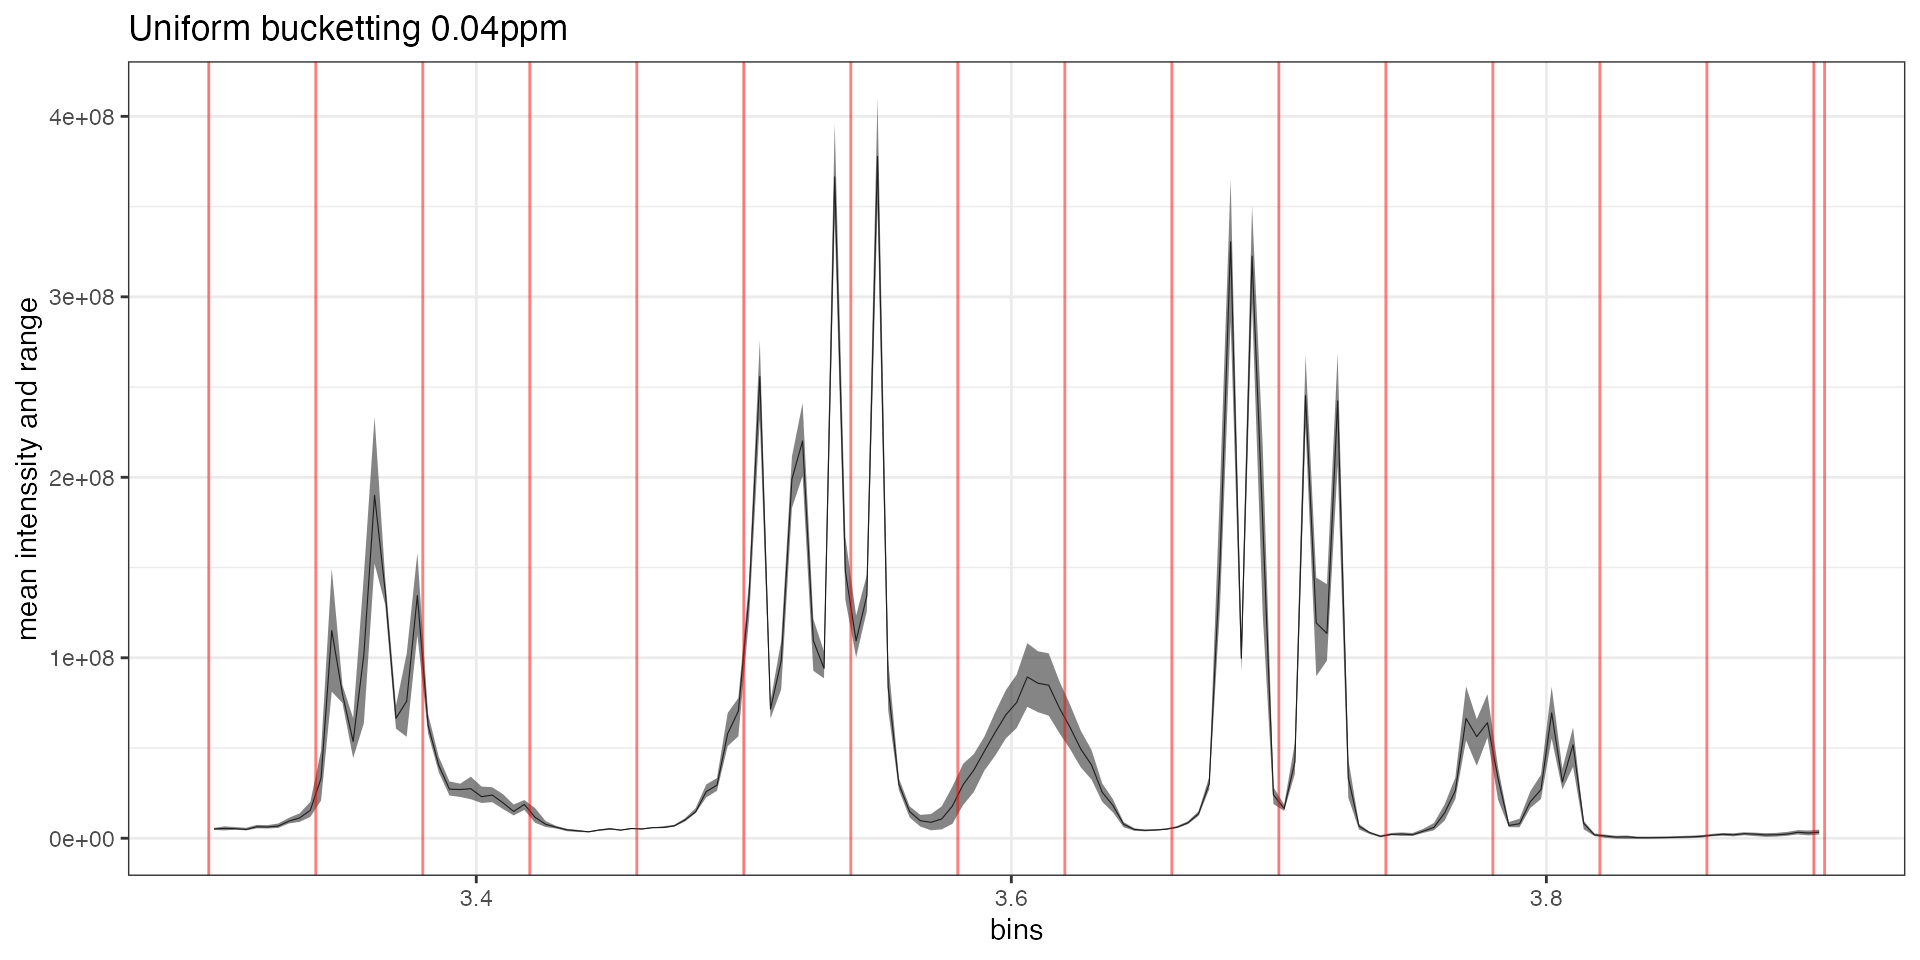 Uniform bucketting 0.04ppm
4e+08
3e+08
2e+08
1e+08
0e+00
mean intenssity and range
3.4 3.6 3.8
bins